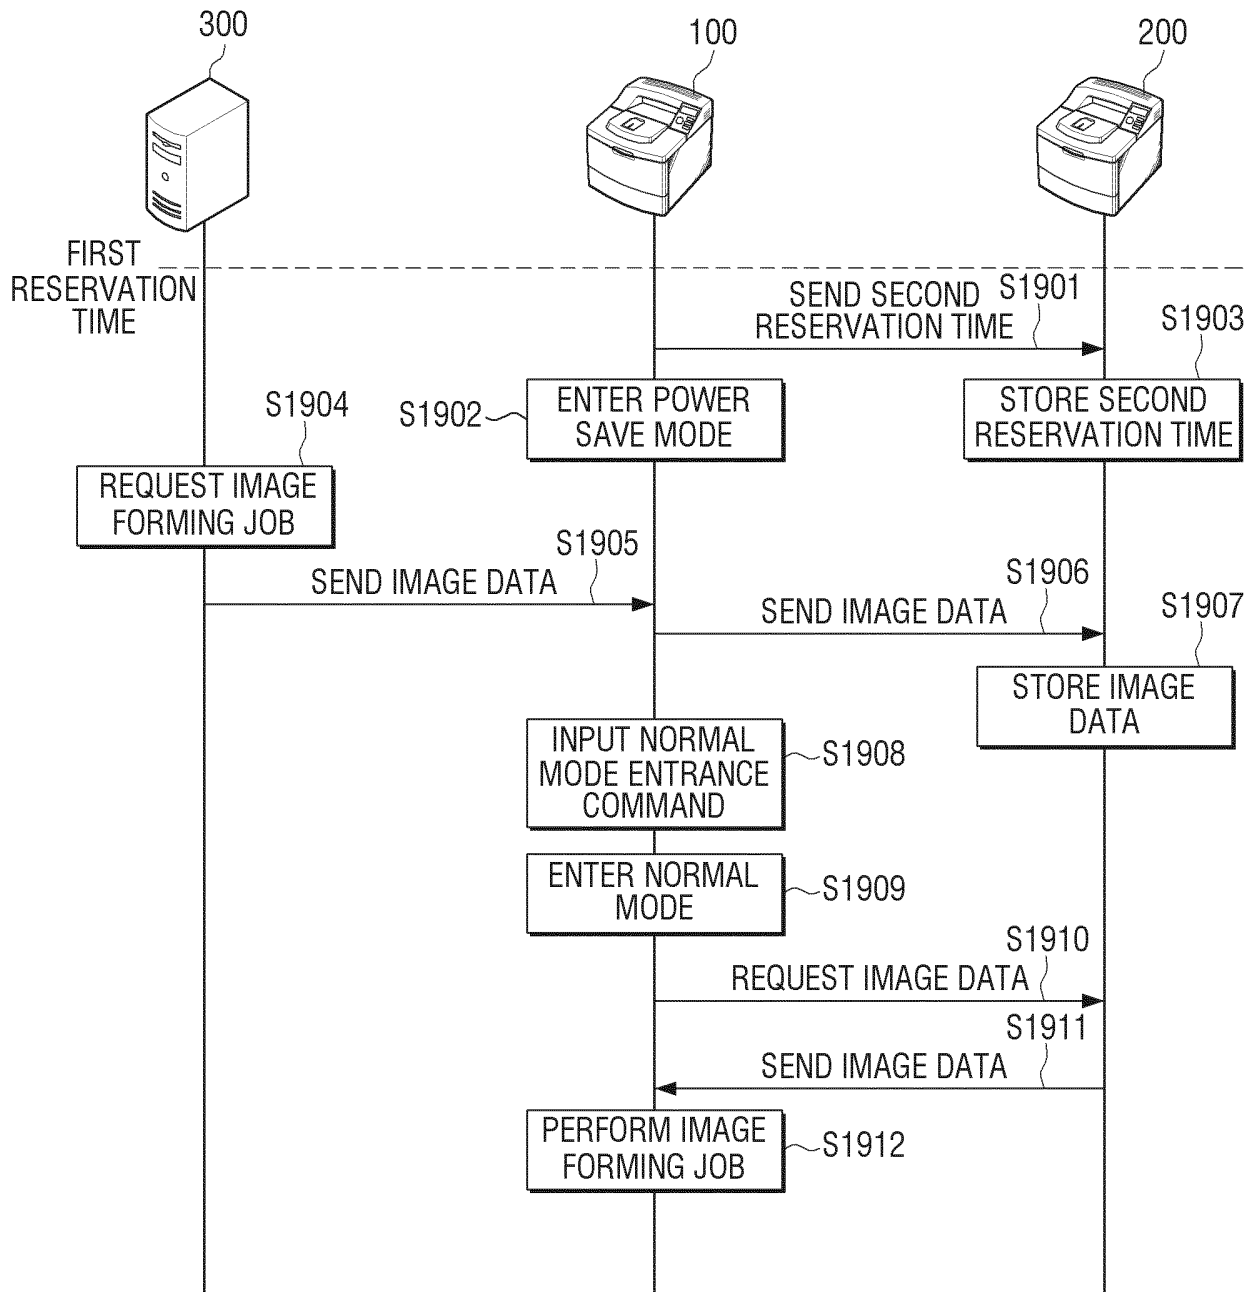 300
100
200
FIRST
RESERVATION
TIME
SEND SECOND
RESERVATION TIME
S1901
S1903
S1902
ENTER POWER
SAVE MODE
STORE SECOND
RESERVATION TIME
S1904
REQUEST IMAGE
FORMING JOB
S1905
SEND IMAGE DATA
S1906
SEND IMAGE DATA
S1907
STORE IMAGE
DATA
INPUT NORMAL
MODE ENTRANCE
COMMAND
S1908
ENTER NORMAL
MODE
S1909
S1910
REQUEST IMAGE DATA
S1911
SEND IMAGE DATA
PERFORM IMAGE
FORMING JOB
S1912